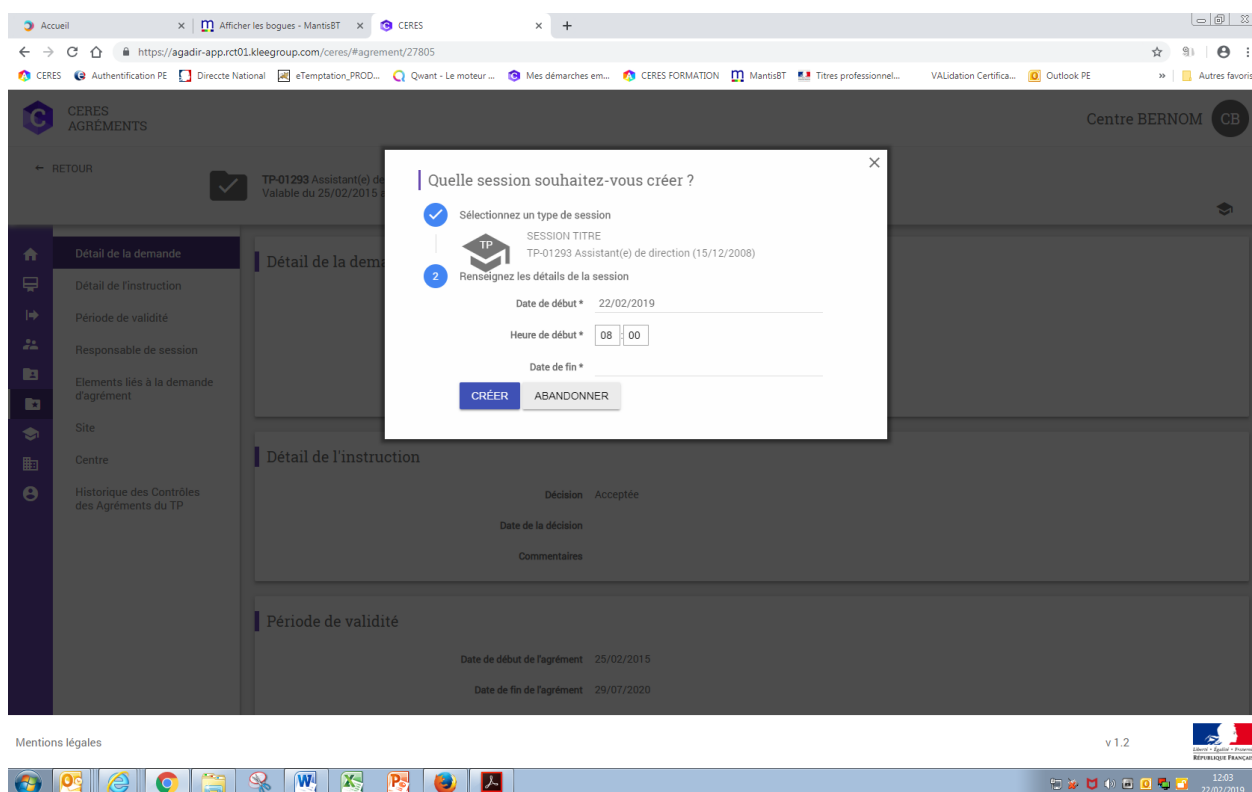 Accueil
Afficher les bogues - MantisBT
CERES
https://agadir-app.rct01.kleegroup.com/ceres/#agrement/27805
CERES
Authentification PE
Direccte National
eTemptation_PROD...
Qwant - Le moteur ...
Mes démarches em...
CERES FORMATION
MantisBT
Titres professionnel...
VALidation Certifica...
Outlook PE
»
Autres favoris
CERES
AGRÉMENTS
Centre BERNOM
CB
← RETOUR
TP-01293 Assistant(e) de
Valable du 25/02/2015 a
Quelle session souhaitez-vous créer ?
Sélectionnez un type de session
TP
SESSION TITRE
TP-01293 Assistant(e) de direction (15/12/2008)
2
Renseignez les détails de la session
Date de début * 22/02/2019
Heure de début * 08 : 00
Date de fin *
CRÉER
ABANDONNER
Détail de la demande
Détail de l'instruction
Période de validité
Responsable de session
Elements liés à la demande
d'agrément
Site
Centre
Historique des Contrôles
des Agréments du TP
Détail de la dema
Détail de l'instruction
Décision Acceptée
Date de la décision
Commentaires
Période de validité
Date de début de l'agrément 25/02/2015
Date de fin de l'agrément 29/07/2020
Mentions légales
v 1.2
Liberté • Égalité • Fraternité
RÉPUBLIQUE FRANÇAISE
12:03
22/02/2019